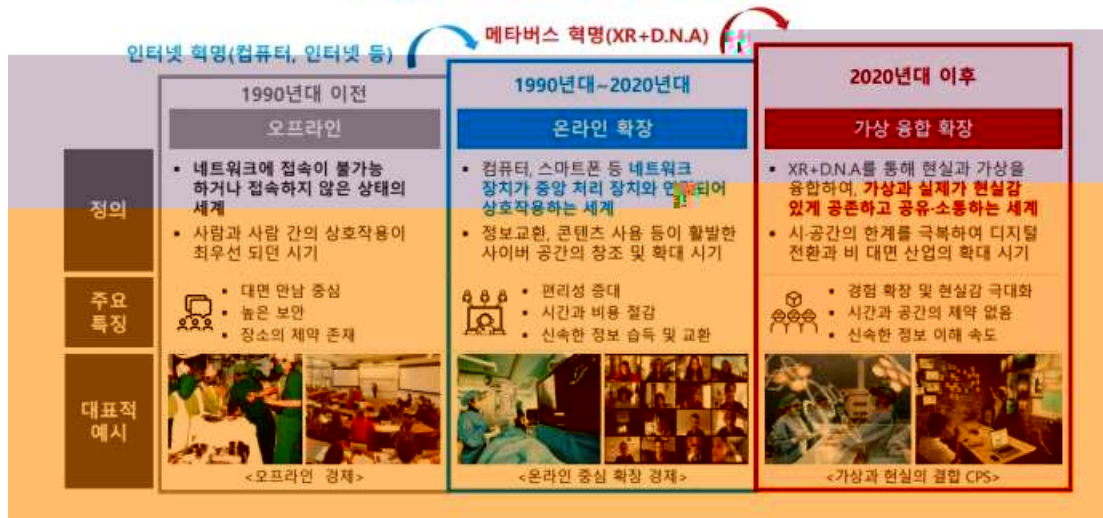 인터넷 혁명(컴퓨터, 인터넷 등)
메타버스 혁명(XR+D.N.A)
1990년대 이전
오프라인
1990년대~2020년대
온라인 확장
2020년대 이후
가상 융합 확장
정의
▪ 네트워크에 접속이 불가능
하거나 접속하지 않은 상태의
세계
▪ 사람과 사람 간의 상호작용이
최우선 되던 시기
▪ 컴퓨터, 스마트폰 등 네트워크
장치가 중앙 처리 장치와
상호작용하는 세계
▪ 정보교환, 콘텐츠 사용 등이 활발한
사이버 공간의 창조 및 확대 시기
▪ XR+D.N.A를 통해 현실과 가상을
융합하여, 가상과 실제가 현실감
있게 공존하고 공유·소통하는 세계
▪ 시·공간의 한계를 극복하여 디지털
전환과 비 대면 산업의 확대 시기
주요
특징
▪ 대면 만남 중심
▪ 높은 보안
▪ 장소의 제약 존재
▪ 편리성 증대
▪ 시간과 비용 절감
▪ 신속한 정보 습득 및 교환
▪ 경험 확장 및 현실감 극대화
▪ 시간과 공간의 제약 없음
▪ 신속한 정보 이해 속도
대표적
예시
<오프라인 경제>
<온라인 중심 확장 경제>
<가상과 현실의 결합 CPS>